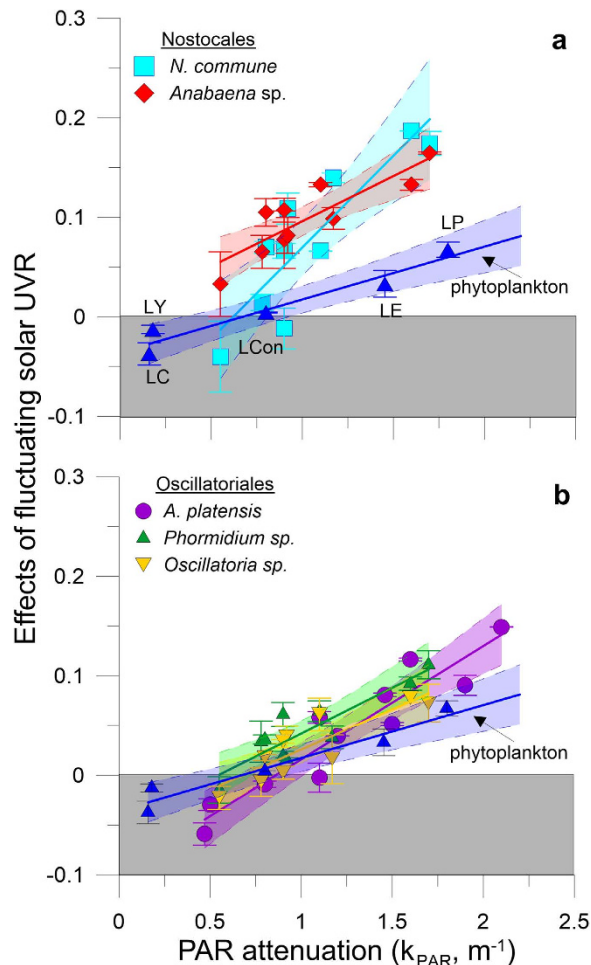 Effects of fluctuating solar UVR
0.3
0.2
0.1
0
-0.1
a
Nostocales
N. commune
Anabaena sp.
LY
LC
LCon
LE
LP
phytoplankton
0.3
0.2
0.1
0
-0.1
b
Oscillatoriales
A. platensis
Phormidium sp.
Oscillatoria sp.
phytoplankton
0 0.5 1 1.5 2 2.5
PAR attenuation (kPAR, m-1)